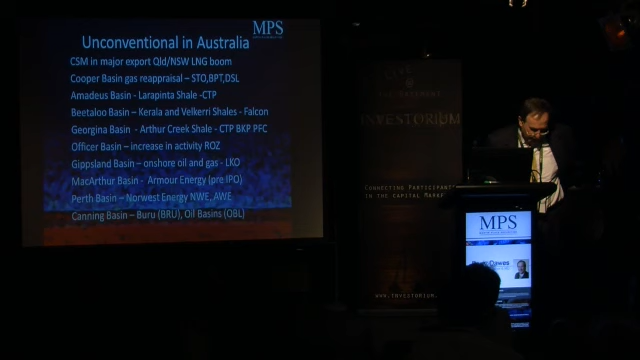 MPS
Unconventional in Australia
CSM in major export Qld/NSW LNG boom
Cooper Basin gas reappraisal – STO,BPT,DSL
Amadeus Basin - Larapinta Shale -CTP
Beetaloo Basin – Kerala and Velkerri Shales - Falcon
Georgina Basin - Arthur Creek Shale - CTP BKP PFC
Officer Basin – increase in activity ROZ
Gippsland Basin – onshore oil and gas - LKO
MacArthur Basin - Armour Energy (pre IPO)
Perth Basin – Norwest Energy NWE, AWE
Canning Basin – Buru (BRU), Oil Basins (OBL)
INVESTORIUM
IN THE CAPITAL
WWW.INVESTORIUM.
MPS